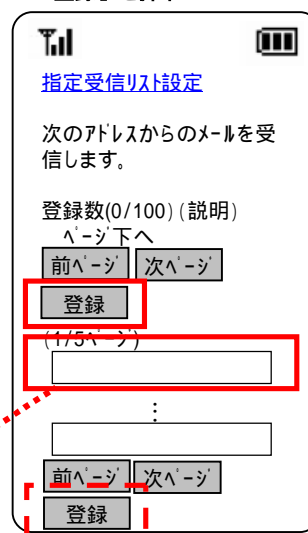 指定受信ﾘｽﾄ設定
次のｱﾄﾞﾚｽからのﾒｰﾙを受
信します。
登録数(0/100) (説明)
ﾍﾟｰｼﾞ下へ
前ﾍﾟｰｼﾞ 次ﾍﾟｰｼﾞ
登録
(1/5ﾍﾟｰｼﾞ)
⋮
前ﾍﾟｰｼﾞ 次ﾍﾟｰｼﾞ
登録